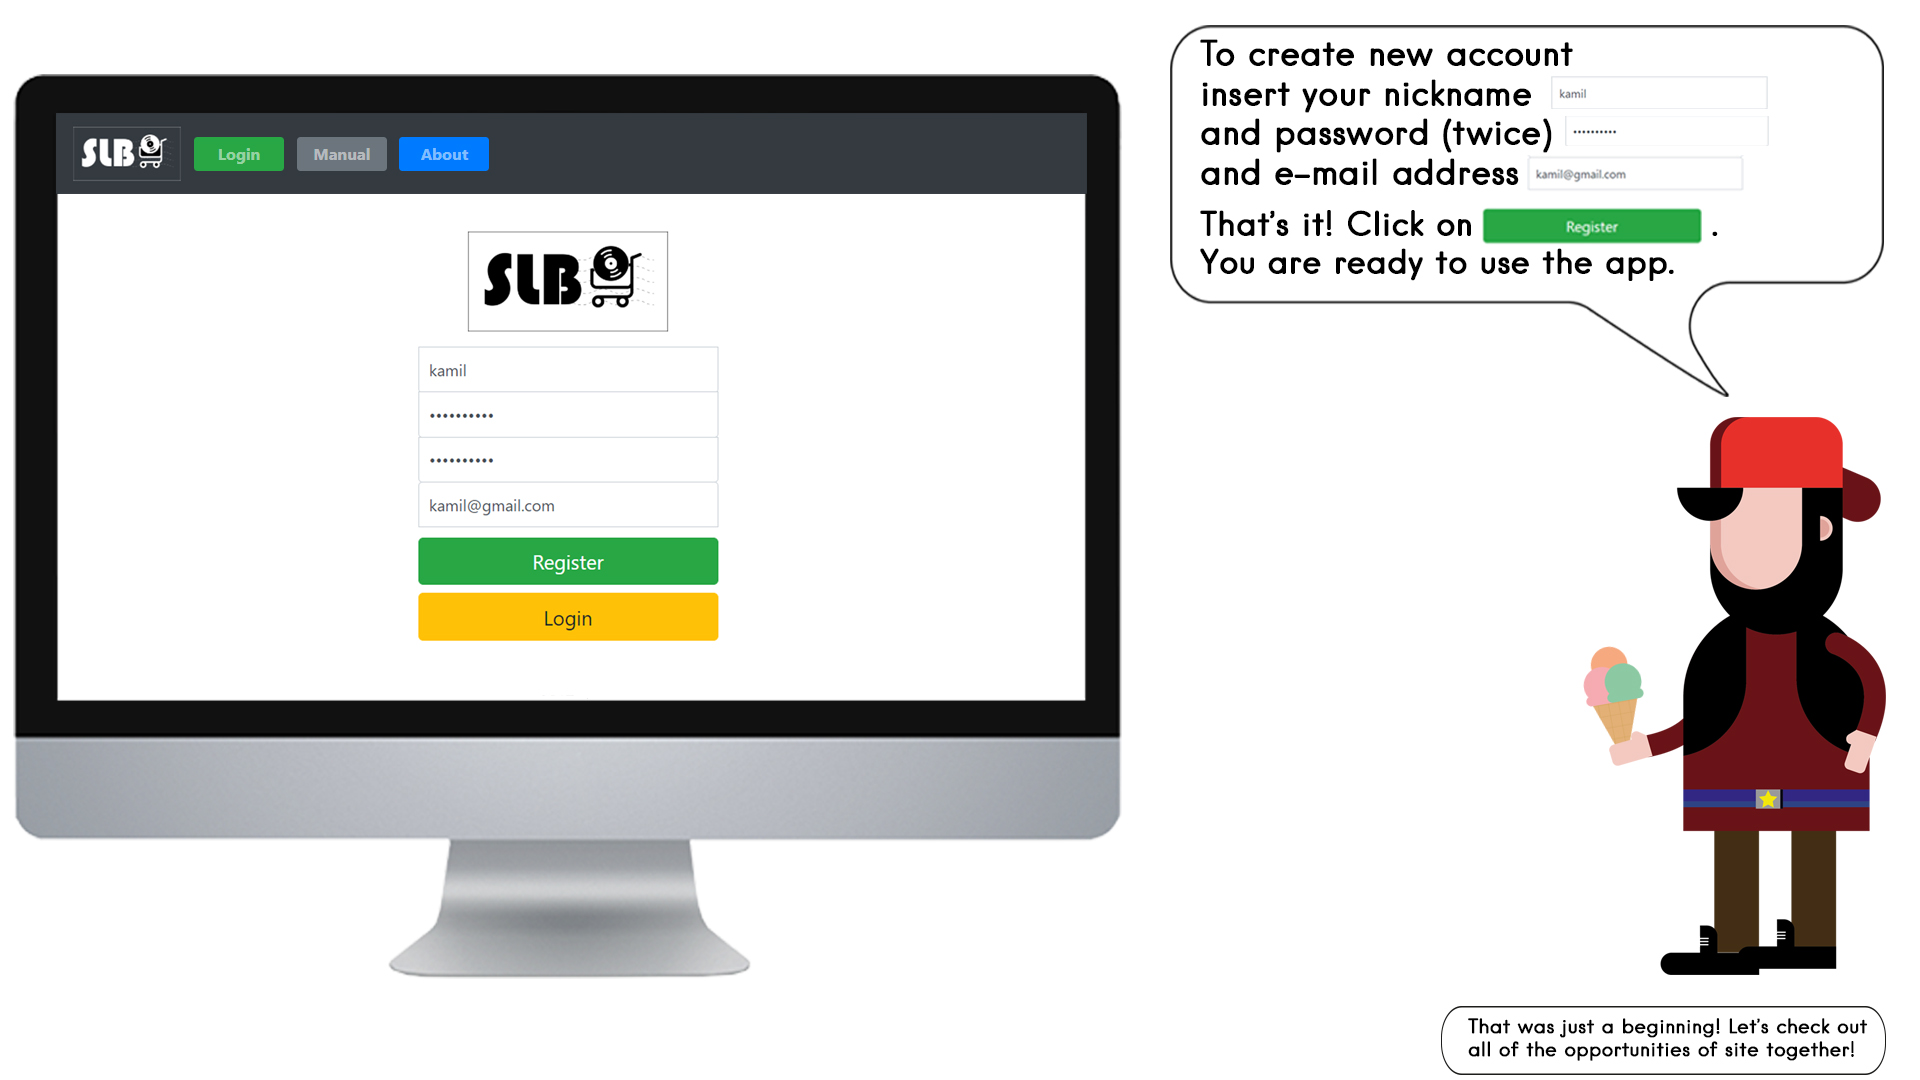 SLB
Login
Manual
About
SLB
kamil
••••••••••
••••••••••
kamil@gmail.com
Register
Login
To create new account
insert your nickname kamil
and password (twice) ••••••••••
and e-mail address kamil@gmail.com
That's it! Click on Register .
You are ready to use the app.
That was just a beginning! Let's check out
all of the opportunities of site together!